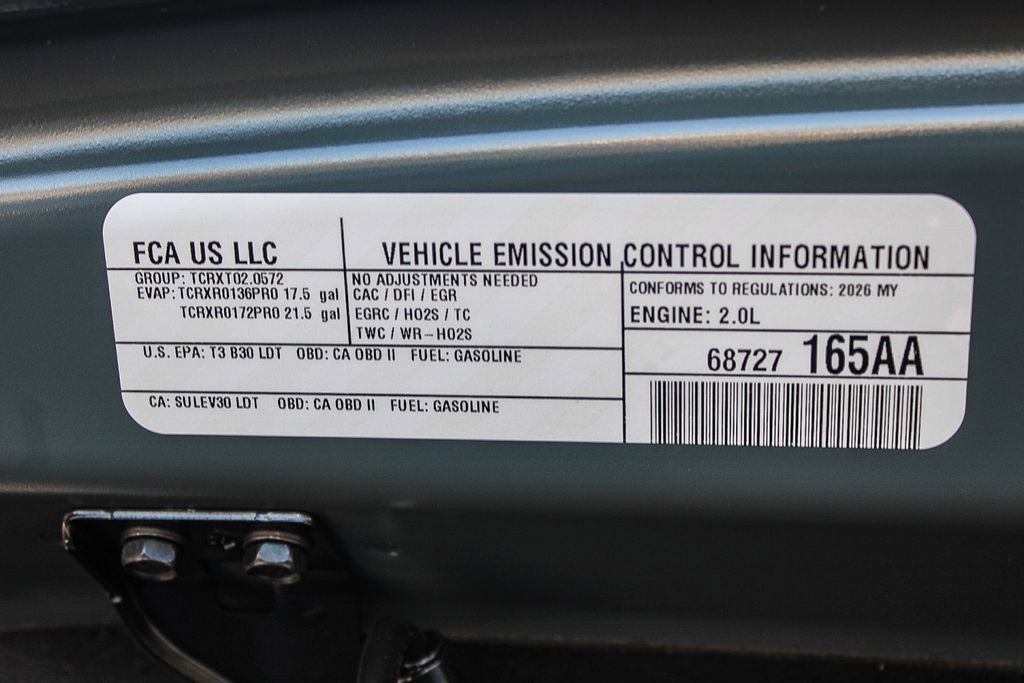 FCA US LLC
VEHICLE EMISSION CONTROL INFORMATION
GROUP: TCRXT02.0572
EVAP: TCRXR0136PR0 17.5 gal
TCRXR0172PR0 21.5 gal
NO ADJUSTMENTS NEEDED
CAC / DFI / EGR
EGRC / HO2S / TC
TWC / WR-HO2S
CONFORMS TO REGULATIONS: 2026 MY
ENGINE: 2.0L
U.S. EPA: T3 B30 LDT OBD: CA OBD II FUEL: GASOLINE
68727 165AA
CA: SULEV30 LDT OBD: CA OBD II FUEL: GASOLINE